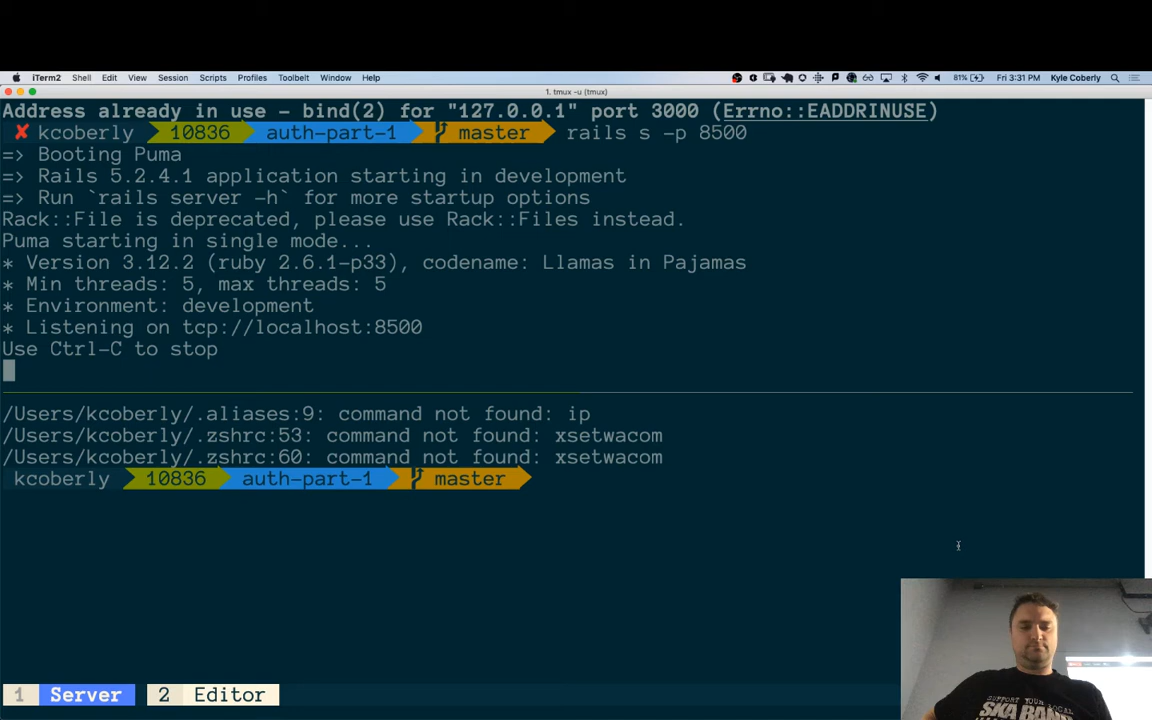 iTerm2 Shell Edit View Session Scripts Profiles Toolbelt Window Help 81% Fri 3:31 PM Kyle Coberly
1. tmux -u (tmux)
Address already in use - bind(2) for "127.0.0.1" port 3000 (Errno::EADDRINUSE)
✘ kcoberly 10836 auth-part-1 master rails s -p 8500
=> Booting Puma
=> Rails 5.2.4.1 application starting in development
=> Run `rails server -h` for more startup options
Rack::File is deprecated, please use Rack::Files instead.
Puma starting in single mode...
* Version 3.12.2 (ruby 2.6.1-p33), codename: Llamas in Pajamas
* Min threads: 5, max threads: 5
* Environment: development
* Listening on tcp://localhost:8500
Use Ctrl-C to stop
/Users/kcoberly/.aliases:9: command not found: ip
/Users/kcoberly/.zshrc:53: command not found: xsetwacom
/Users/kcoberly/.zshrc:60: command not found: xsetwacom
kcoberly 10836 auth-part-1 master
SUPPORT YOUR LOCAL
SKA BAND
1 Server 2 Editor